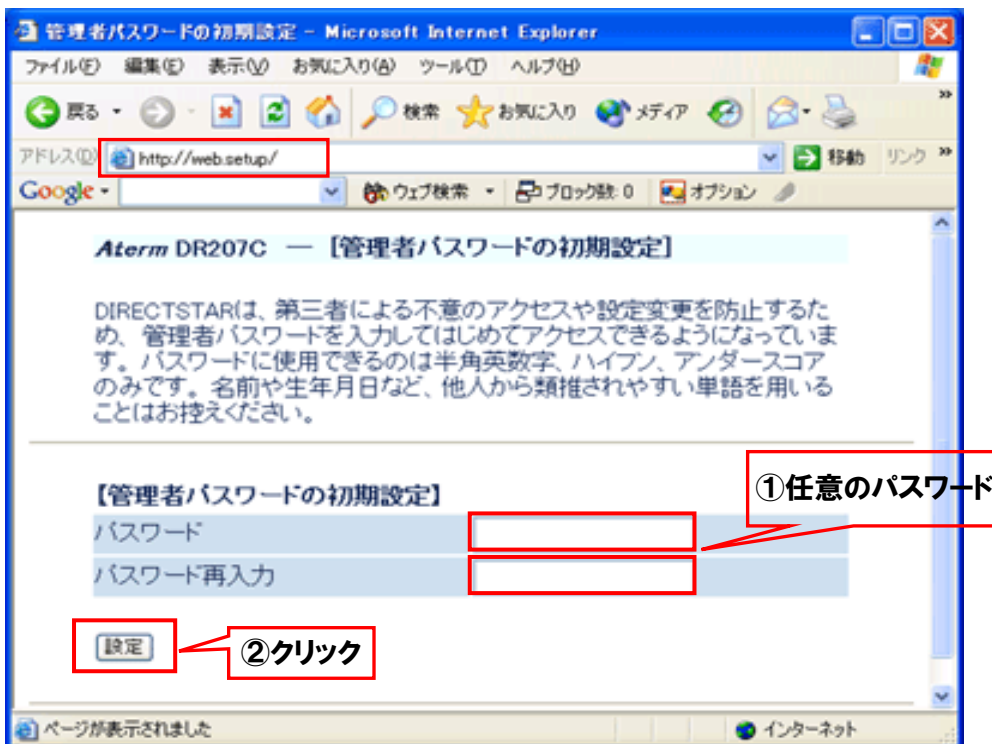 管理者パスワードの初期設定 - Microsoft Internet Explorer
ファイル(F) 編集(E) 表示(V) お気に入り(A) ツール(T) ヘルプ(H)
戻る 検索 お気に入り メディア »
アドレス(D) http://web.setup/ 移動 リンク »
Google ウェブ検索 ブロック数: 0 オプション
Aterm DR207C ― [管理者パスワードの初期設定]
DIRECTSTARは、第三者による不意のアクセスや設定変更を防止するた
め、管理者パスワードを入力してはじめてアクセスできるようになっていま
す。パスワードに使用できるのは半角英数字、ハイフン、アンダースコア
のみです。名前や生年月日など、他人から類推されやすい単語を用いる
ことはお控えください。
【管理者パスワードの初期設定】
①任意のパスワード
パスワード
パスワード再入力
設定
②クリック
ページが表示されました インターネット